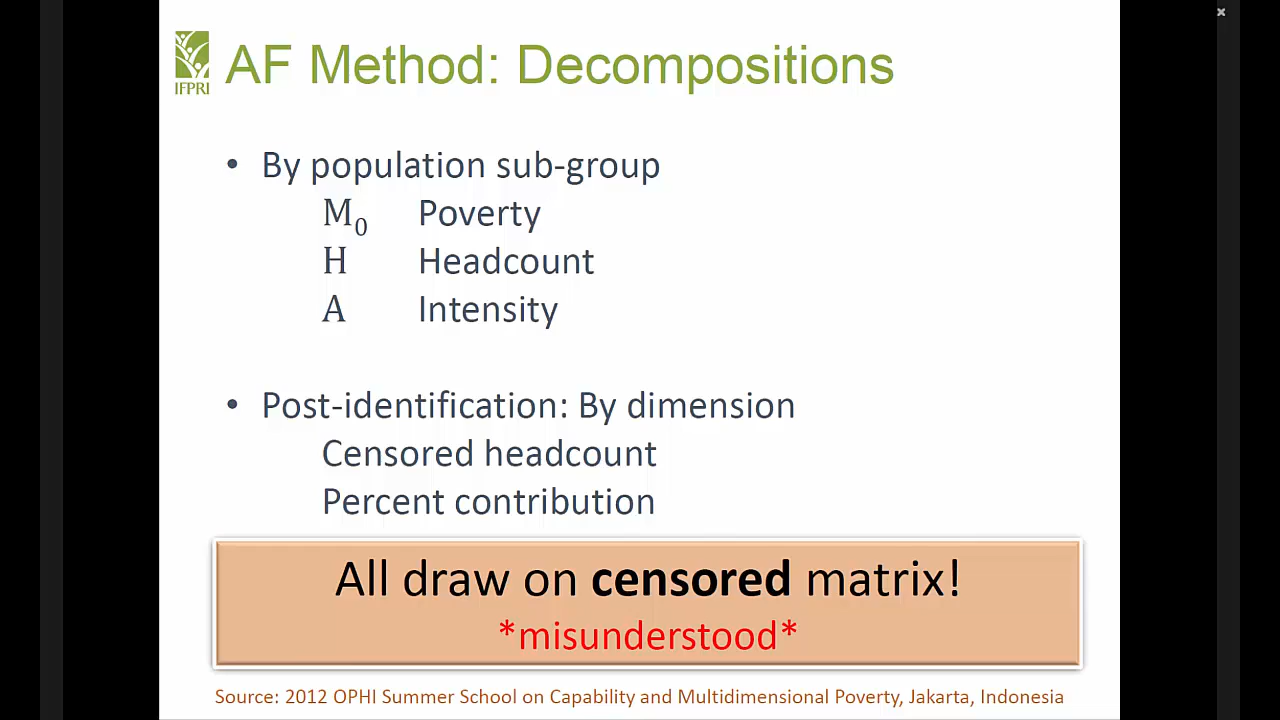 IFPRI
AF Method: Decompositions
• By population sub-group
M₀ Poverty
H Headcount
A Intensity
• Post-identification: By dimension
Censored headcount
Percent contribution
All draw on censored matrix!
*misunderstood*
Source: 2012 OPHI Summer School on Capability and Multidimensional Poverty, Jakarta, Indonesia